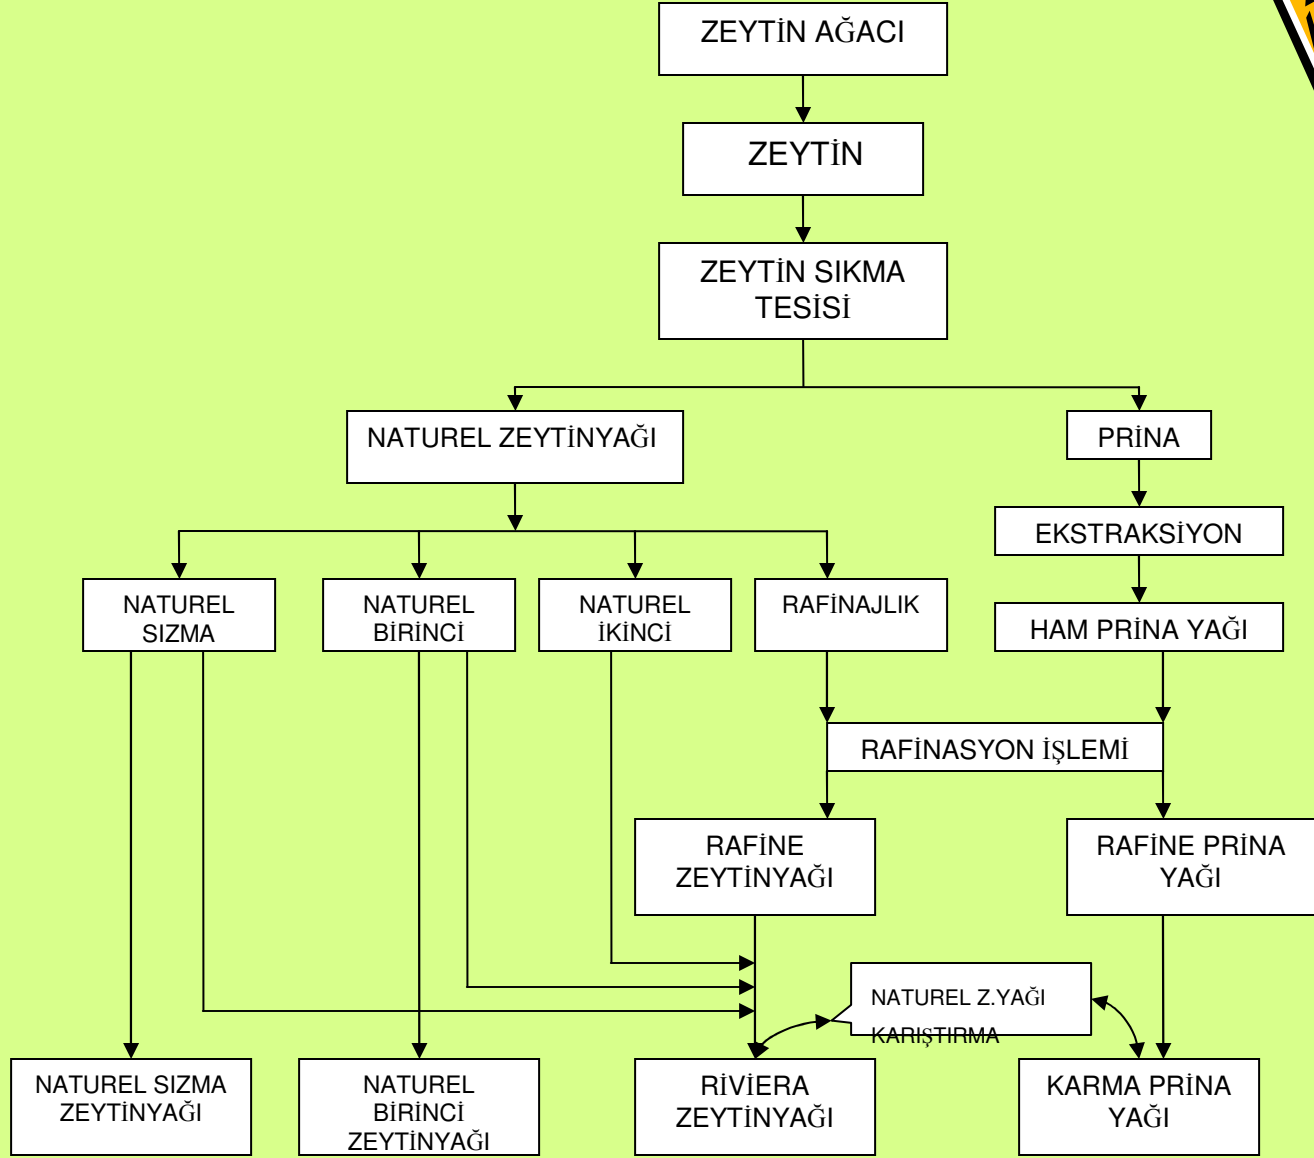 ZEYTİN AĞACI
ZEYTİN
ZEYTİN SIKMA
TESİSİ
NATUREL ZEYTİNYAĞI
PRİNA
EKSTRAKSİYON
NATUREL
SIZMA
NATUREL
BİRİNCİ
NATUREL
İKİNCİ
RAFİNAJLIK
HAM PRİNA YAĞI
RAFİNASYON İŞLEMİ
RAFİNE
ZEYTİNYAĞI
RAFİNE PRİNA
YAĞI
NATUREL Z.YAĞI
KARIŞTIRMA
NATUREL SIZMA
ZEYTİNYAĞI
NATUREL
BİRİNCİ
ZEYTİNYAĞI
RİVİERA
ZEYTİNYAĞI
KARMA PRİNA
YAĞI